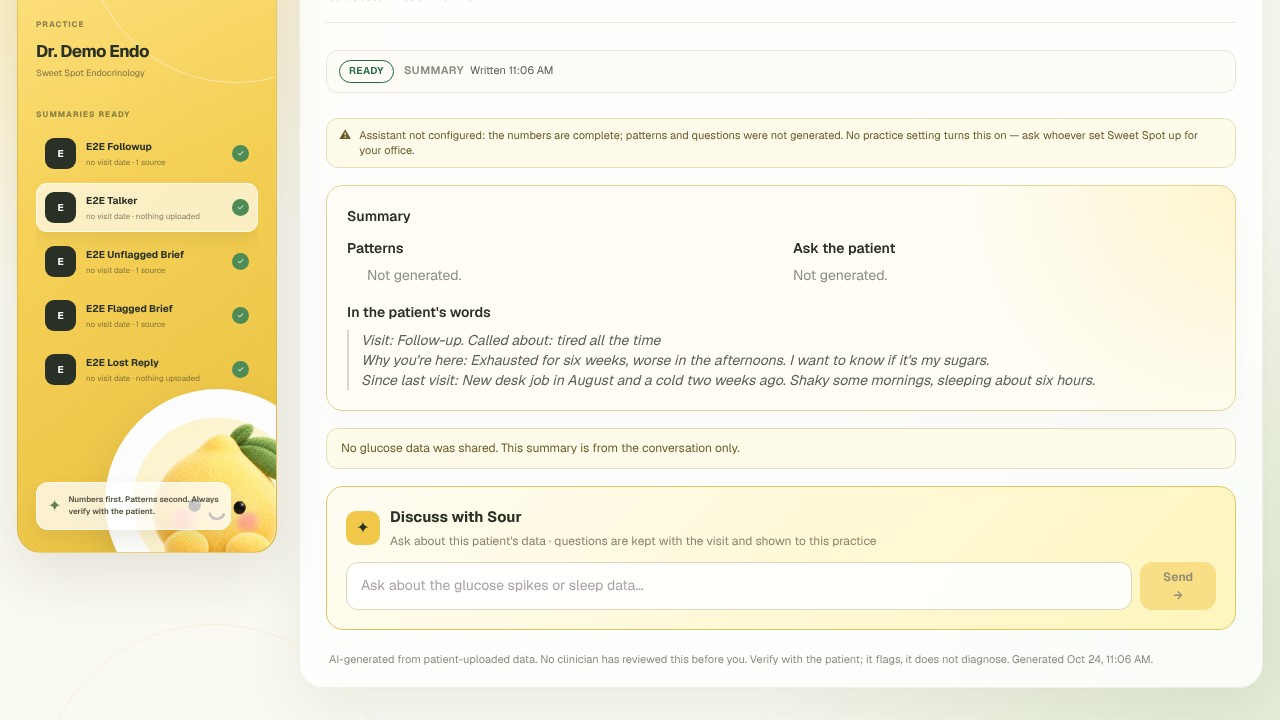 PRACTICE
Dr. Demo Endo
Sweet Spot Endocrinology
SUMMARIES READY
E
E2E Followup
no visit date · 1 source
E
E2E Talker
no visit date · nothing uploaded
E
E2E Unflagged Brief
no visit date · 1 source
E
E2E Flagged Brief
no visit date · 1 source
E
E2E Lost Reply
no visit date · nothing uploaded
Numbers first. Patterns second. Always
verify with the patient.
READY SUMMARY Written 11:06 AM
Assistant not configured: the numbers are complete; patterns and questions were not generated. No practice setting turns this on — ask whoever set Sweet Spot up for
your office.
Summary
Patterns
Not generated.
Ask the patient
Not generated.
In the patient's words
Visit: Follow-up. Called about: tired all the time
Why you're here: Exhausted for six weeks, worse in the afternoons. I want to know if it's my sugars.
Since last visit: New desk job in August and a cold two weeks ago. Shaky some mornings, sleeping about six hours.
No glucose data was shared. This summary is from the conversation only.
Discuss with Sour
Ask about this patient's data · questions are kept with the visit and shown to this practice
Ask about the glucose spikes or sleep data…
Send
→
AI-generated from patient-uploaded data. No clinician has reviewed this before you. Verify with the patient; it flags, it does not diagnose. Generated Oct 24, 11:06 AM.